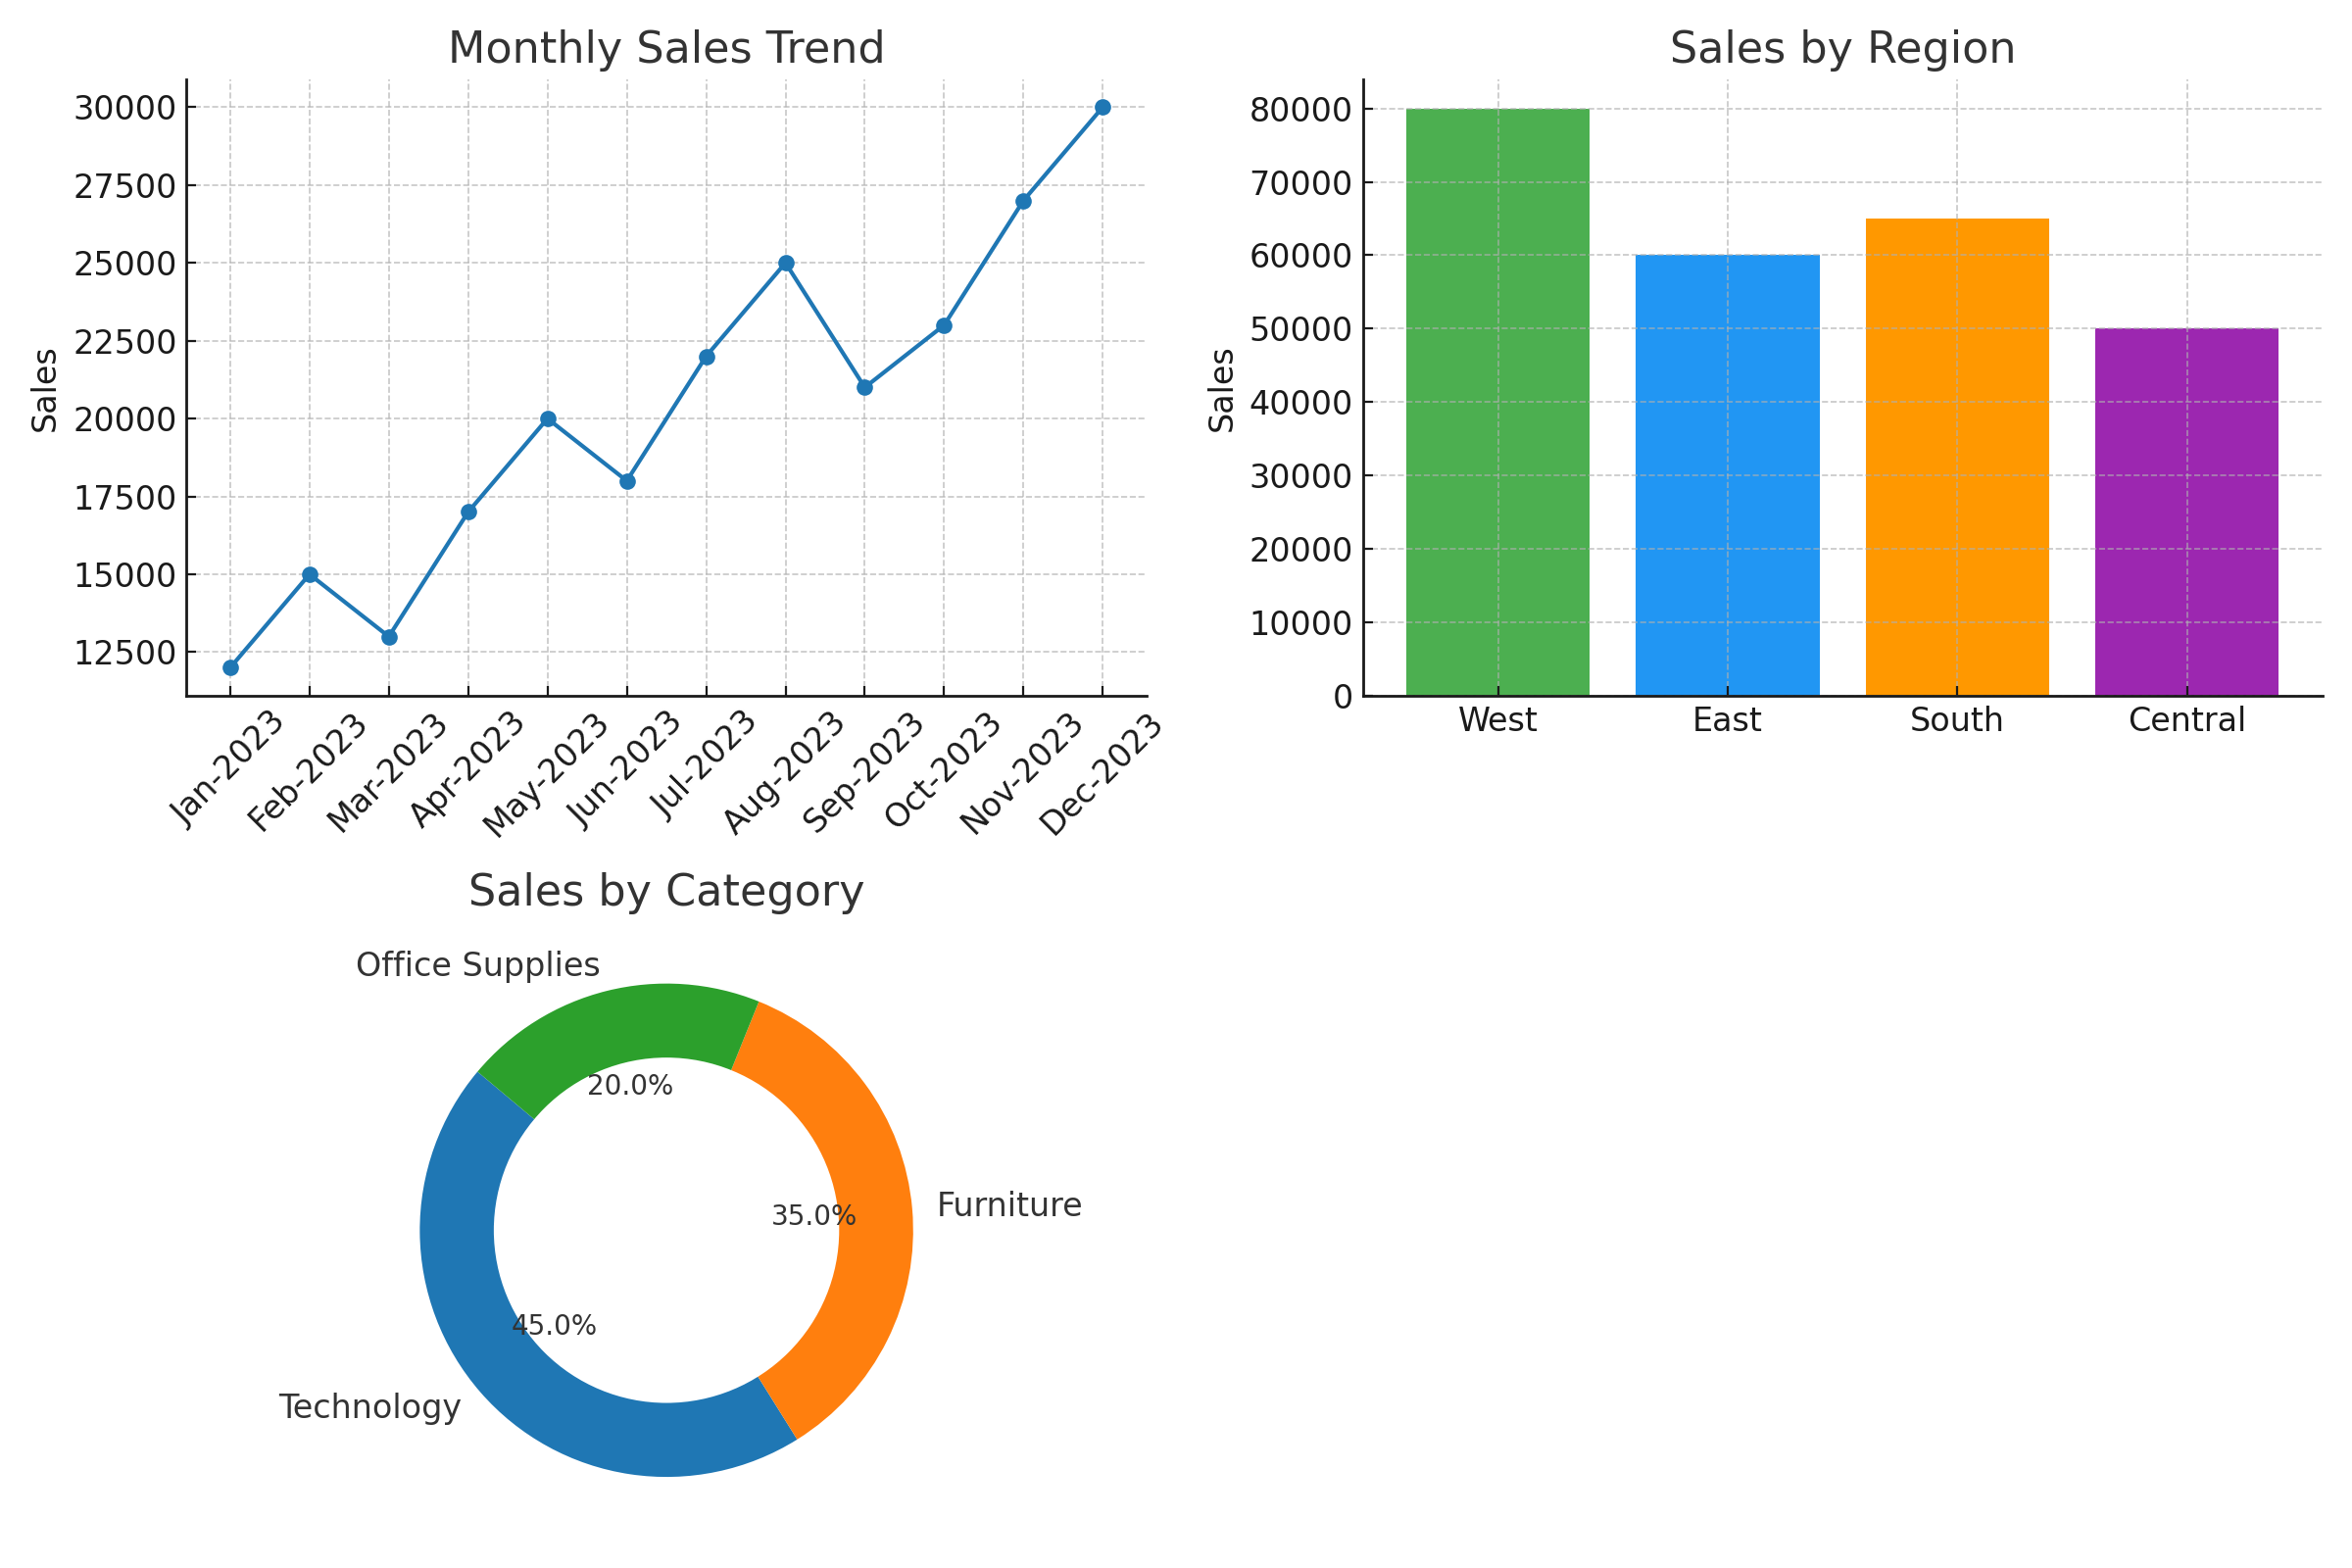 Monthly Sales Trend
30000
27500
25000
22500
20000
17500
15000
12500
Sales
Jan-2023
Feb-2023
Mar-2023
Apr-2023
May-2023
Jun-2023
Jul-2023
Aug-2023
Sep-2023
Oct-2023
Nov-2023
Dec-2023
Sales by Region
80000
70000
60000
50000
40000
30000
20000
10000
0
Sales
West
East
South
Central
Sales by Category
Office Supplies
20.0%
35.0%
Furniture
45.0%
Technology